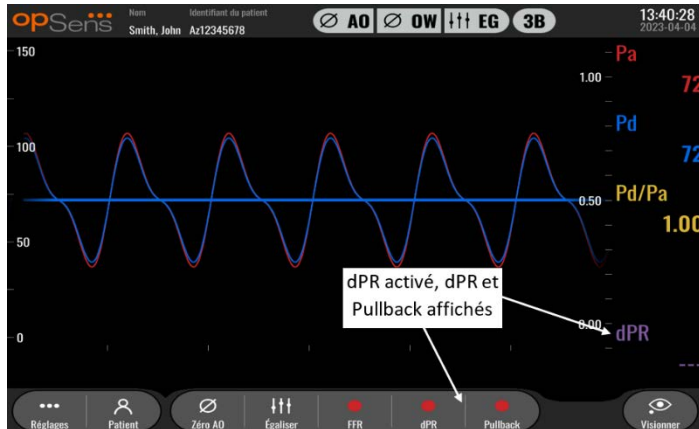 opSens
Nom
Identifiant du patient
Smith, John
Az12345678
AO
OW
EG
3B
13:40:28
2023-04-04
150
100
50
0
1.00
0.50
0.00
Pa
72
Pd
72
Pd/Pa
1.00
dPR
---
dPR activé, dPR et
Pullback affichés
Réglages
Patient
Zéro AO
Égaliser
FFR
dPR
Pullback
Visionner